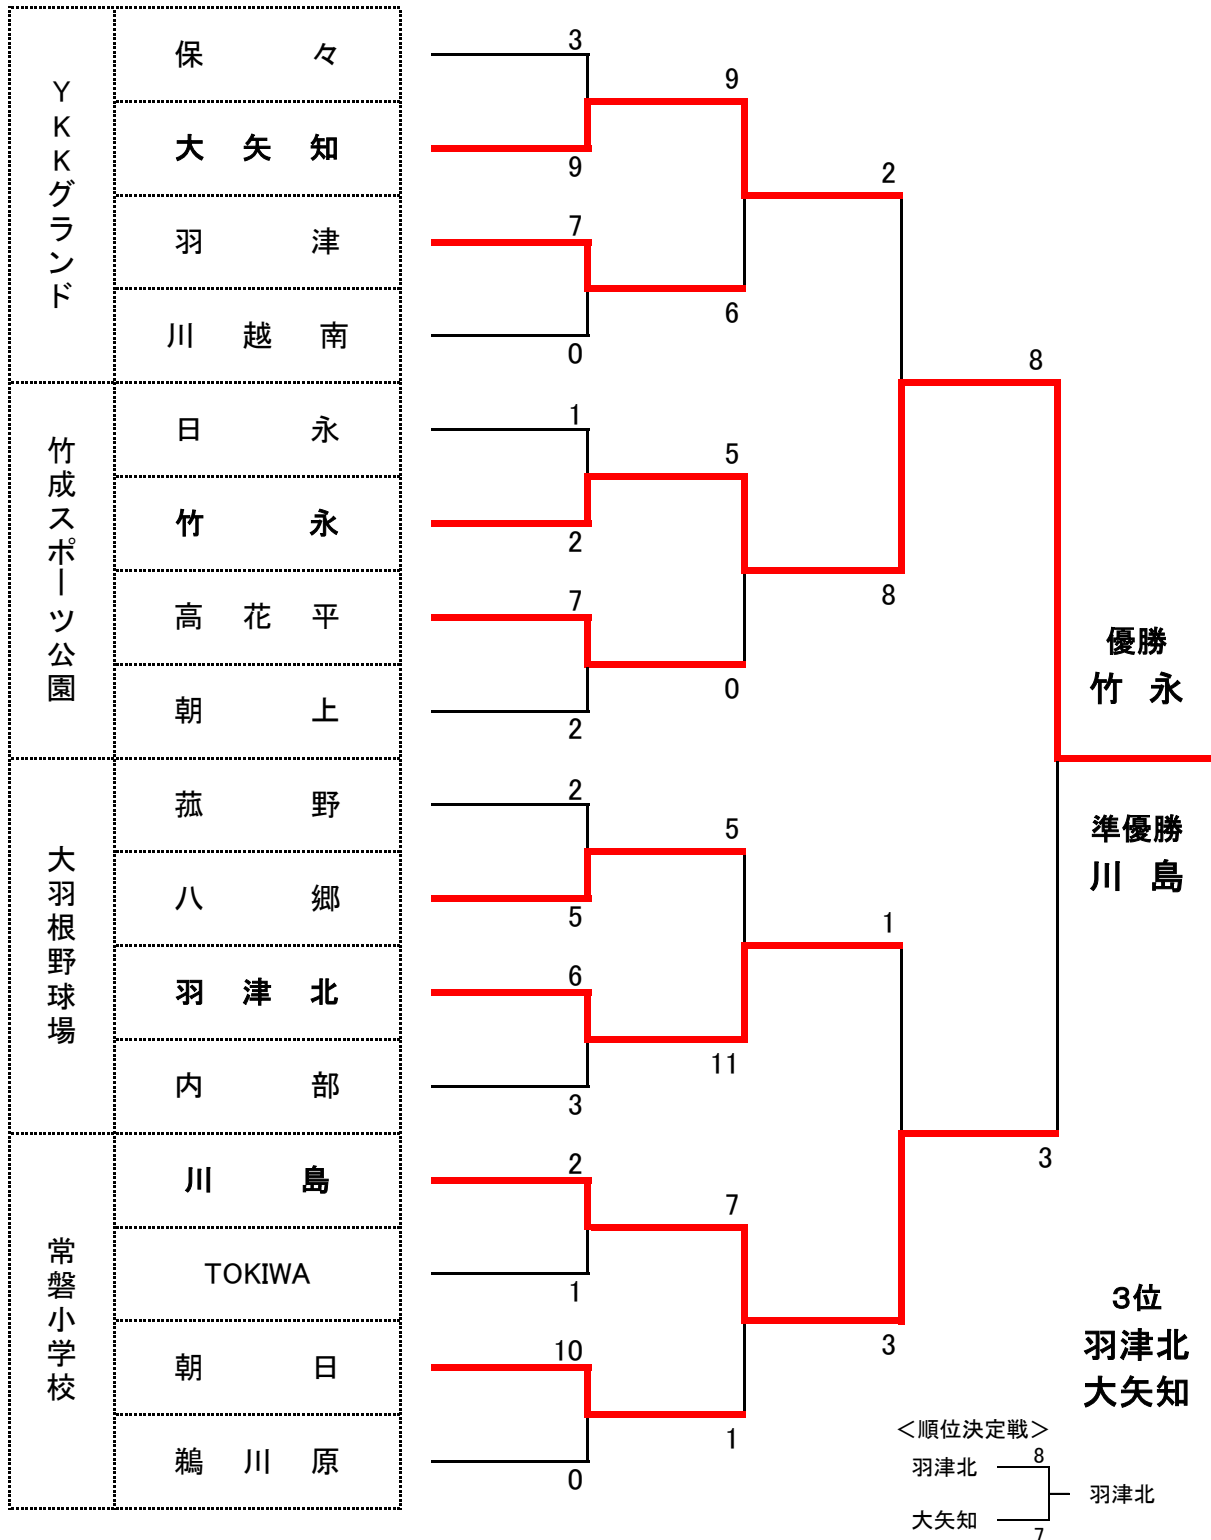 YKKグランド
保々
3
大矢知
9
9
羽津
7
2
川越南
0
6
竹成スポーツ公園
日永
1
8
竹永
2
5
高花平
7
8
朝上
2
0
優勝
竹永
大羽根野球場
菰野
2
5
準優勝
川島
八郷
5
1
羽津北
6
11
内部
3
3
常磐小学校
川島
2
7
TOKIWA
1
朝日
10
3
鵜川原
0
1
3位
羽津北
大矢知
＜順位決定戦＞
羽津北 8
羽津北
大矢知 7